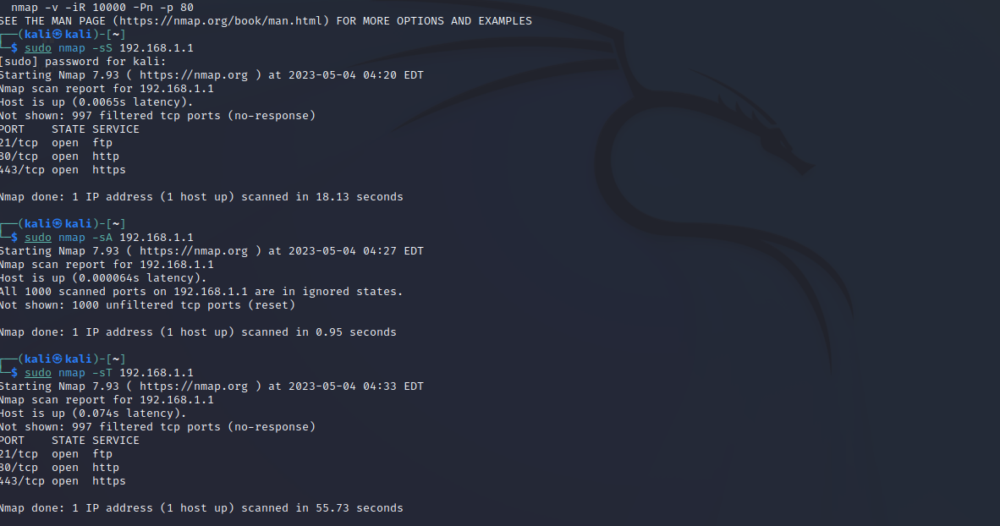 nmap -v -iR 10000 -Pn -p 80
SEE THE MAN PAGE (https://nmap.org/book/man.html) FOR MORE OPTIONS AND EXAMPLES
┌──(kali㉿kali)-[~]
└─$ sudo nmap -sS 192.168.1.1
[sudo] password for kali:
Starting Nmap 7.93 ( https://nmap.org ) at 2023-05-04 04:20 EDT
Nmap scan report for 192.168.1.1
Host is up (0.0065s latency).
Not shown: 997 filtered tcp ports (no-response)
PORT    STATE SERVICE
21/tcp  open  ftp
80/tcp  open  http
443/tcp open  https
Nmap done: 1 IP address (1 host up) scanned in 18.13 seconds
┌──(kali㉿kali)-[~]
└─$ sudo nmap -sA 192.168.1.1
Starting Nmap 7.93 ( https://nmap.org ) at 2023-05-04 04:27 EDT
Nmap scan report for 192.168.1.1
Host is up (0.000064s latency).
All 1000 scanned ports on 192.168.1.1 are in ignored states.
Not shown: 1000 unfiltered tcp ports (reset)
Nmap done: 1 IP address (1 host up) scanned in 0.95 seconds
┌──(kali㉿kali)-[~]
└─$ sudo nmap -sT 192.168.1.1
Starting Nmap 7.93 ( https://nmap.org ) at 2023-05-04 04:33 EDT
Nmap scan report for 192.168.1.1
Host is up (0.074s latency).
Not shown: 997 filtered tcp ports (no-response)
PORT    STATE SERVICE
21/tcp  open  ftp
80/tcp  open  http
443/tcp open  https
Nmap done: 1 IP address (1 host up) scanned in 55.73 seconds